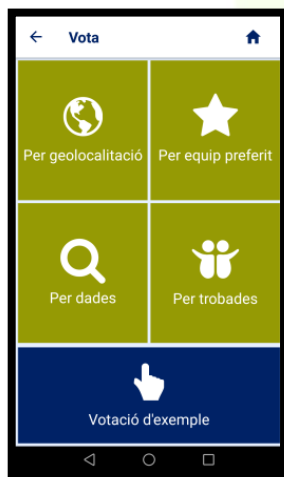 Vota
Per geolocalitació
Per equip preferit
Per dades
Per trobades
Votació d'exemple